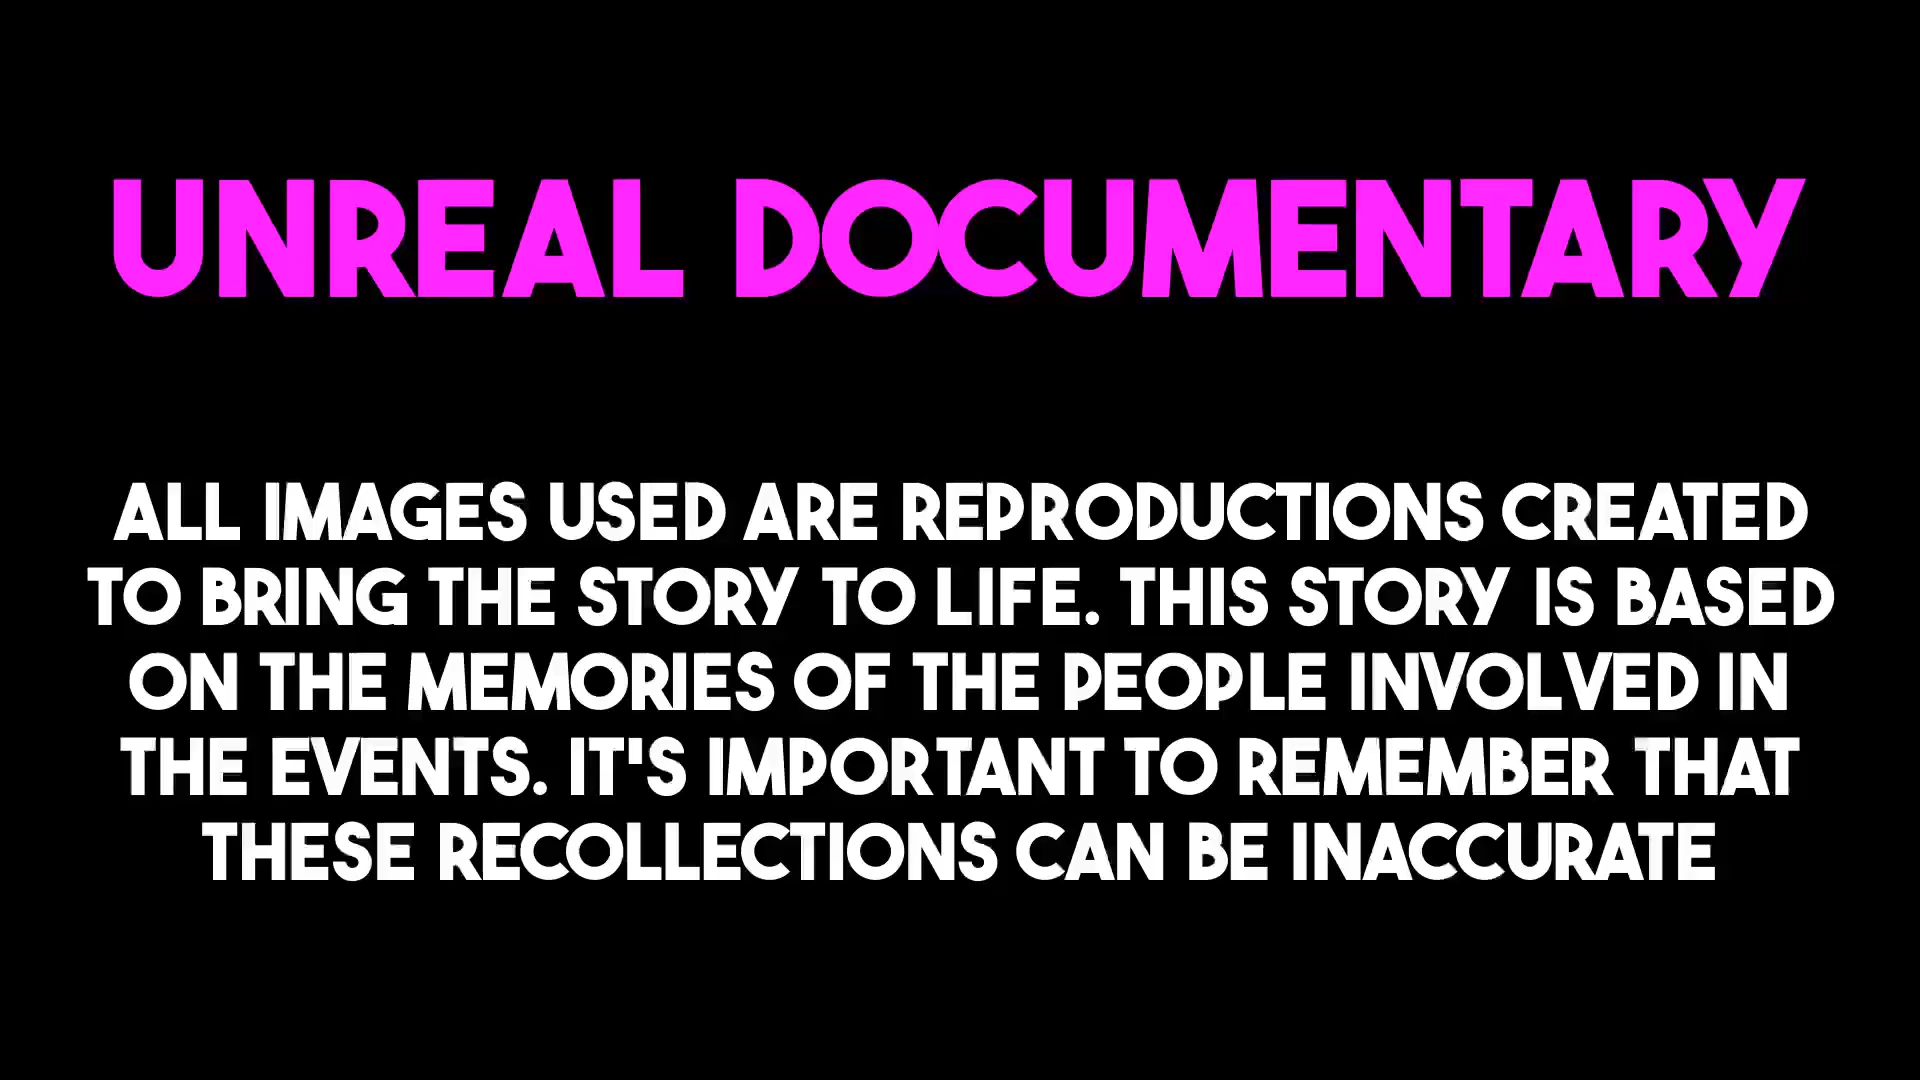 UNREAL DOCUMENTARY
ALL IMAGES USED ARE REPRODUCTIONS CREATED
TO BRING THE STORY TO LIFE. THIS STORY IS BASED
ON THE MEMORIES OF THE PEOPLE INVOLVED IN
THE EVENTS. IT'S IMPORTANT TO REMEMBER THAT
THESE RECOLLECTIONS CAN BE INACCURATE